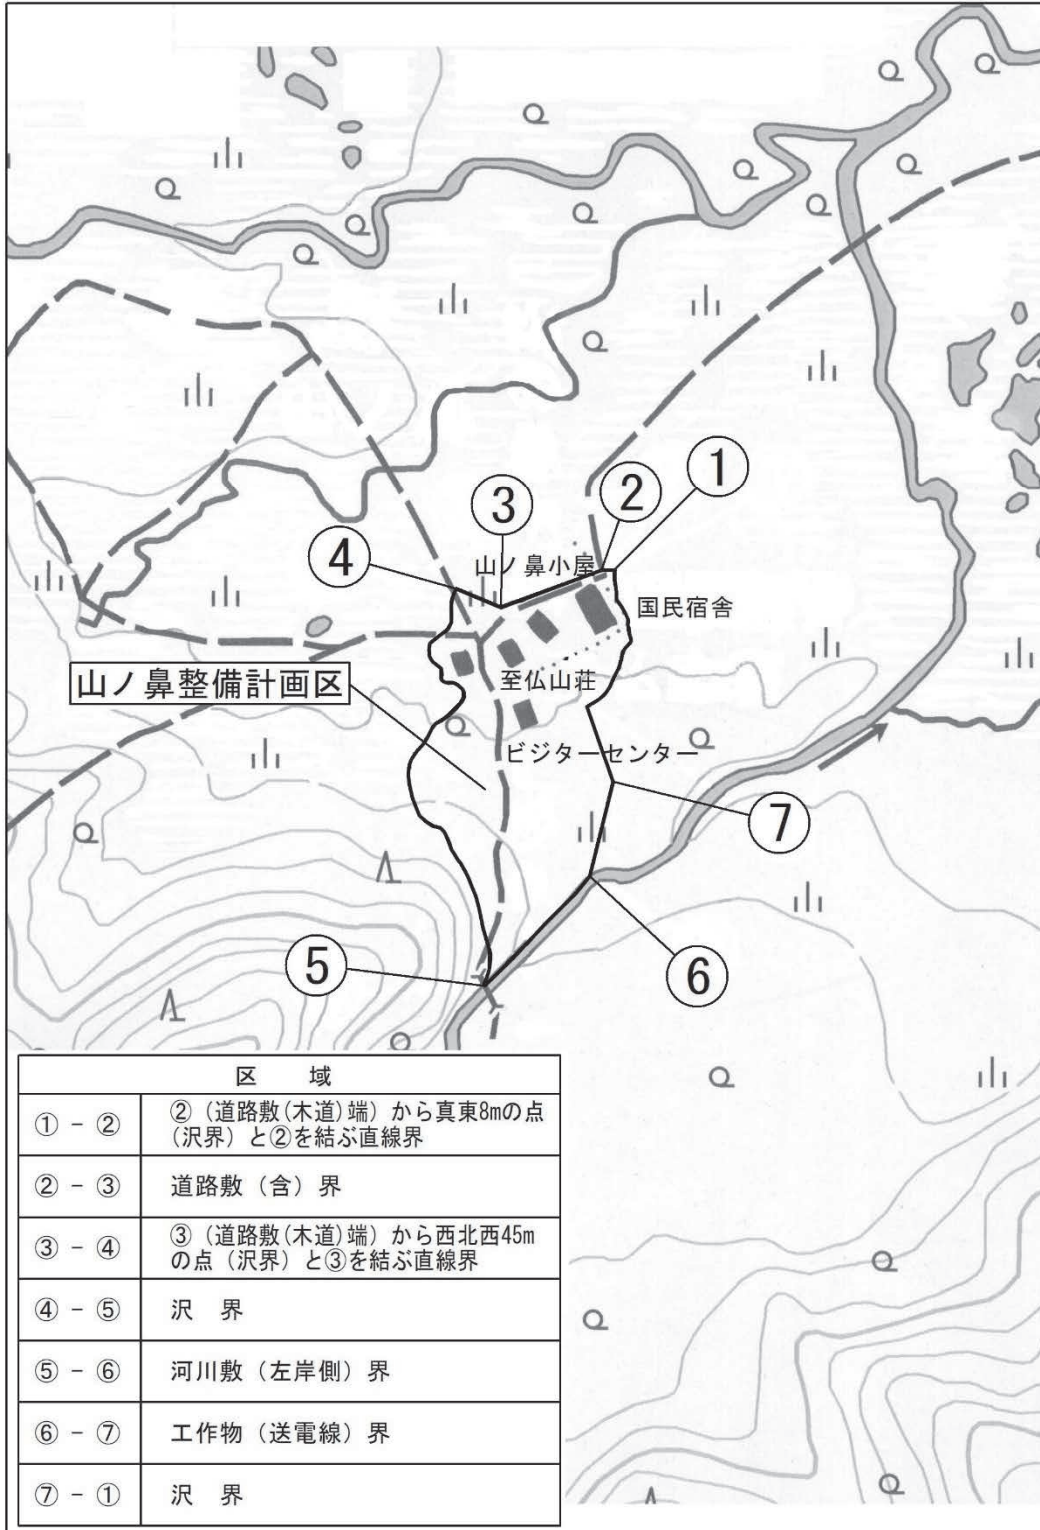 ①
②
③
④
山ノ鼻小屋
国民宿舎
山ノ鼻整備計画区
至仏山荘
ビジターセンター
⑦
⑤
⑥
区 域
① - ②
②（道路敷(木道)端）から真東8mの点
（沢界）と②を結ぶ直線界
② - ③
道路敷（含）界
③ - ④
③（道路敷(木道)端）から西北西45m
の点（沢界）と③を結ぶ直線界
④ - ⑤
沢 界
⑤ - ⑥
河川敷（左岸側）界
⑥ - ⑦
工作物（送電線）界
⑦ - ①
沢 界